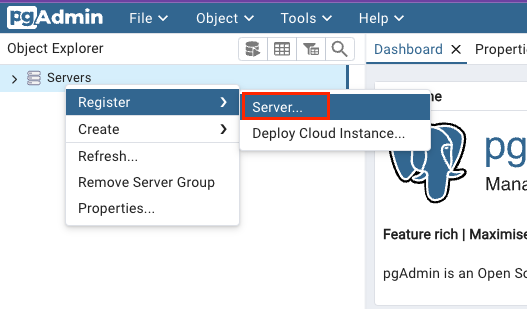 pgAdmin File Object Tools Help
Object Explorer Dashboard Properti
Servers
Register
Server...
Create
Deploy Cloud Instance...
Refresh...
Remove Server Group
Properties...
me
pg
Mana
Feature rich | Maximise
pgAdmin is an Open So